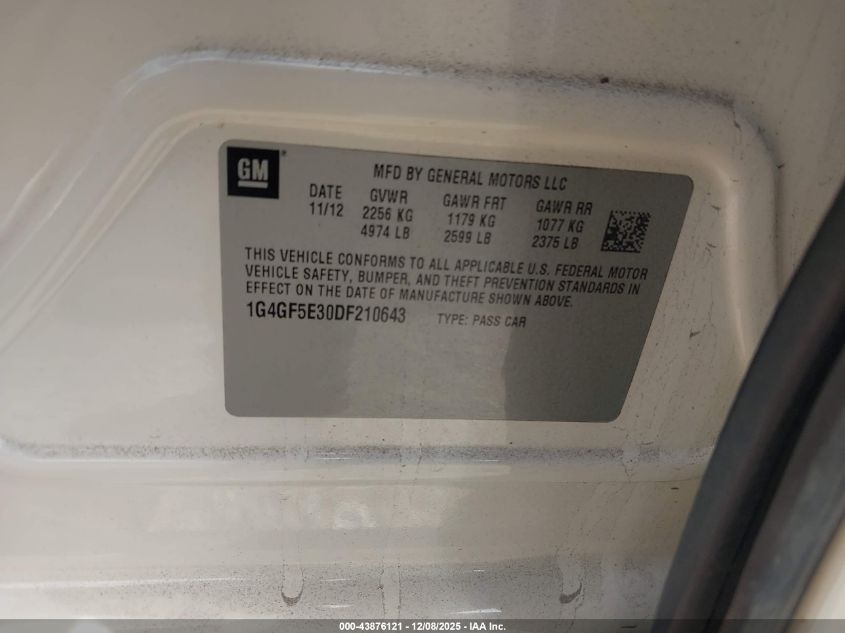 GM®
MFD BY GENERAL MOTORS LLC
DATE GVWR GAWR FRT GAWR RR
11/12 2256 KG 1179 KG 1077 KG
4974 LB 2599 LB 2375 LB
THIS VEHICLE CONFORMS TO ALL APPLICABLE U.S. FEDERAL MOTOR
VEHICLE SAFETY, BUMPER, AND THEFT PREVENTION STANDARDS IN
EFFECT ON THE DATE OF MANUFACTURE SHOWN ABOVE.
1G4GF5E30DF210643 TYPE: PASS CAR
000-43876121 - 12/08/2025 - IAA Inc.